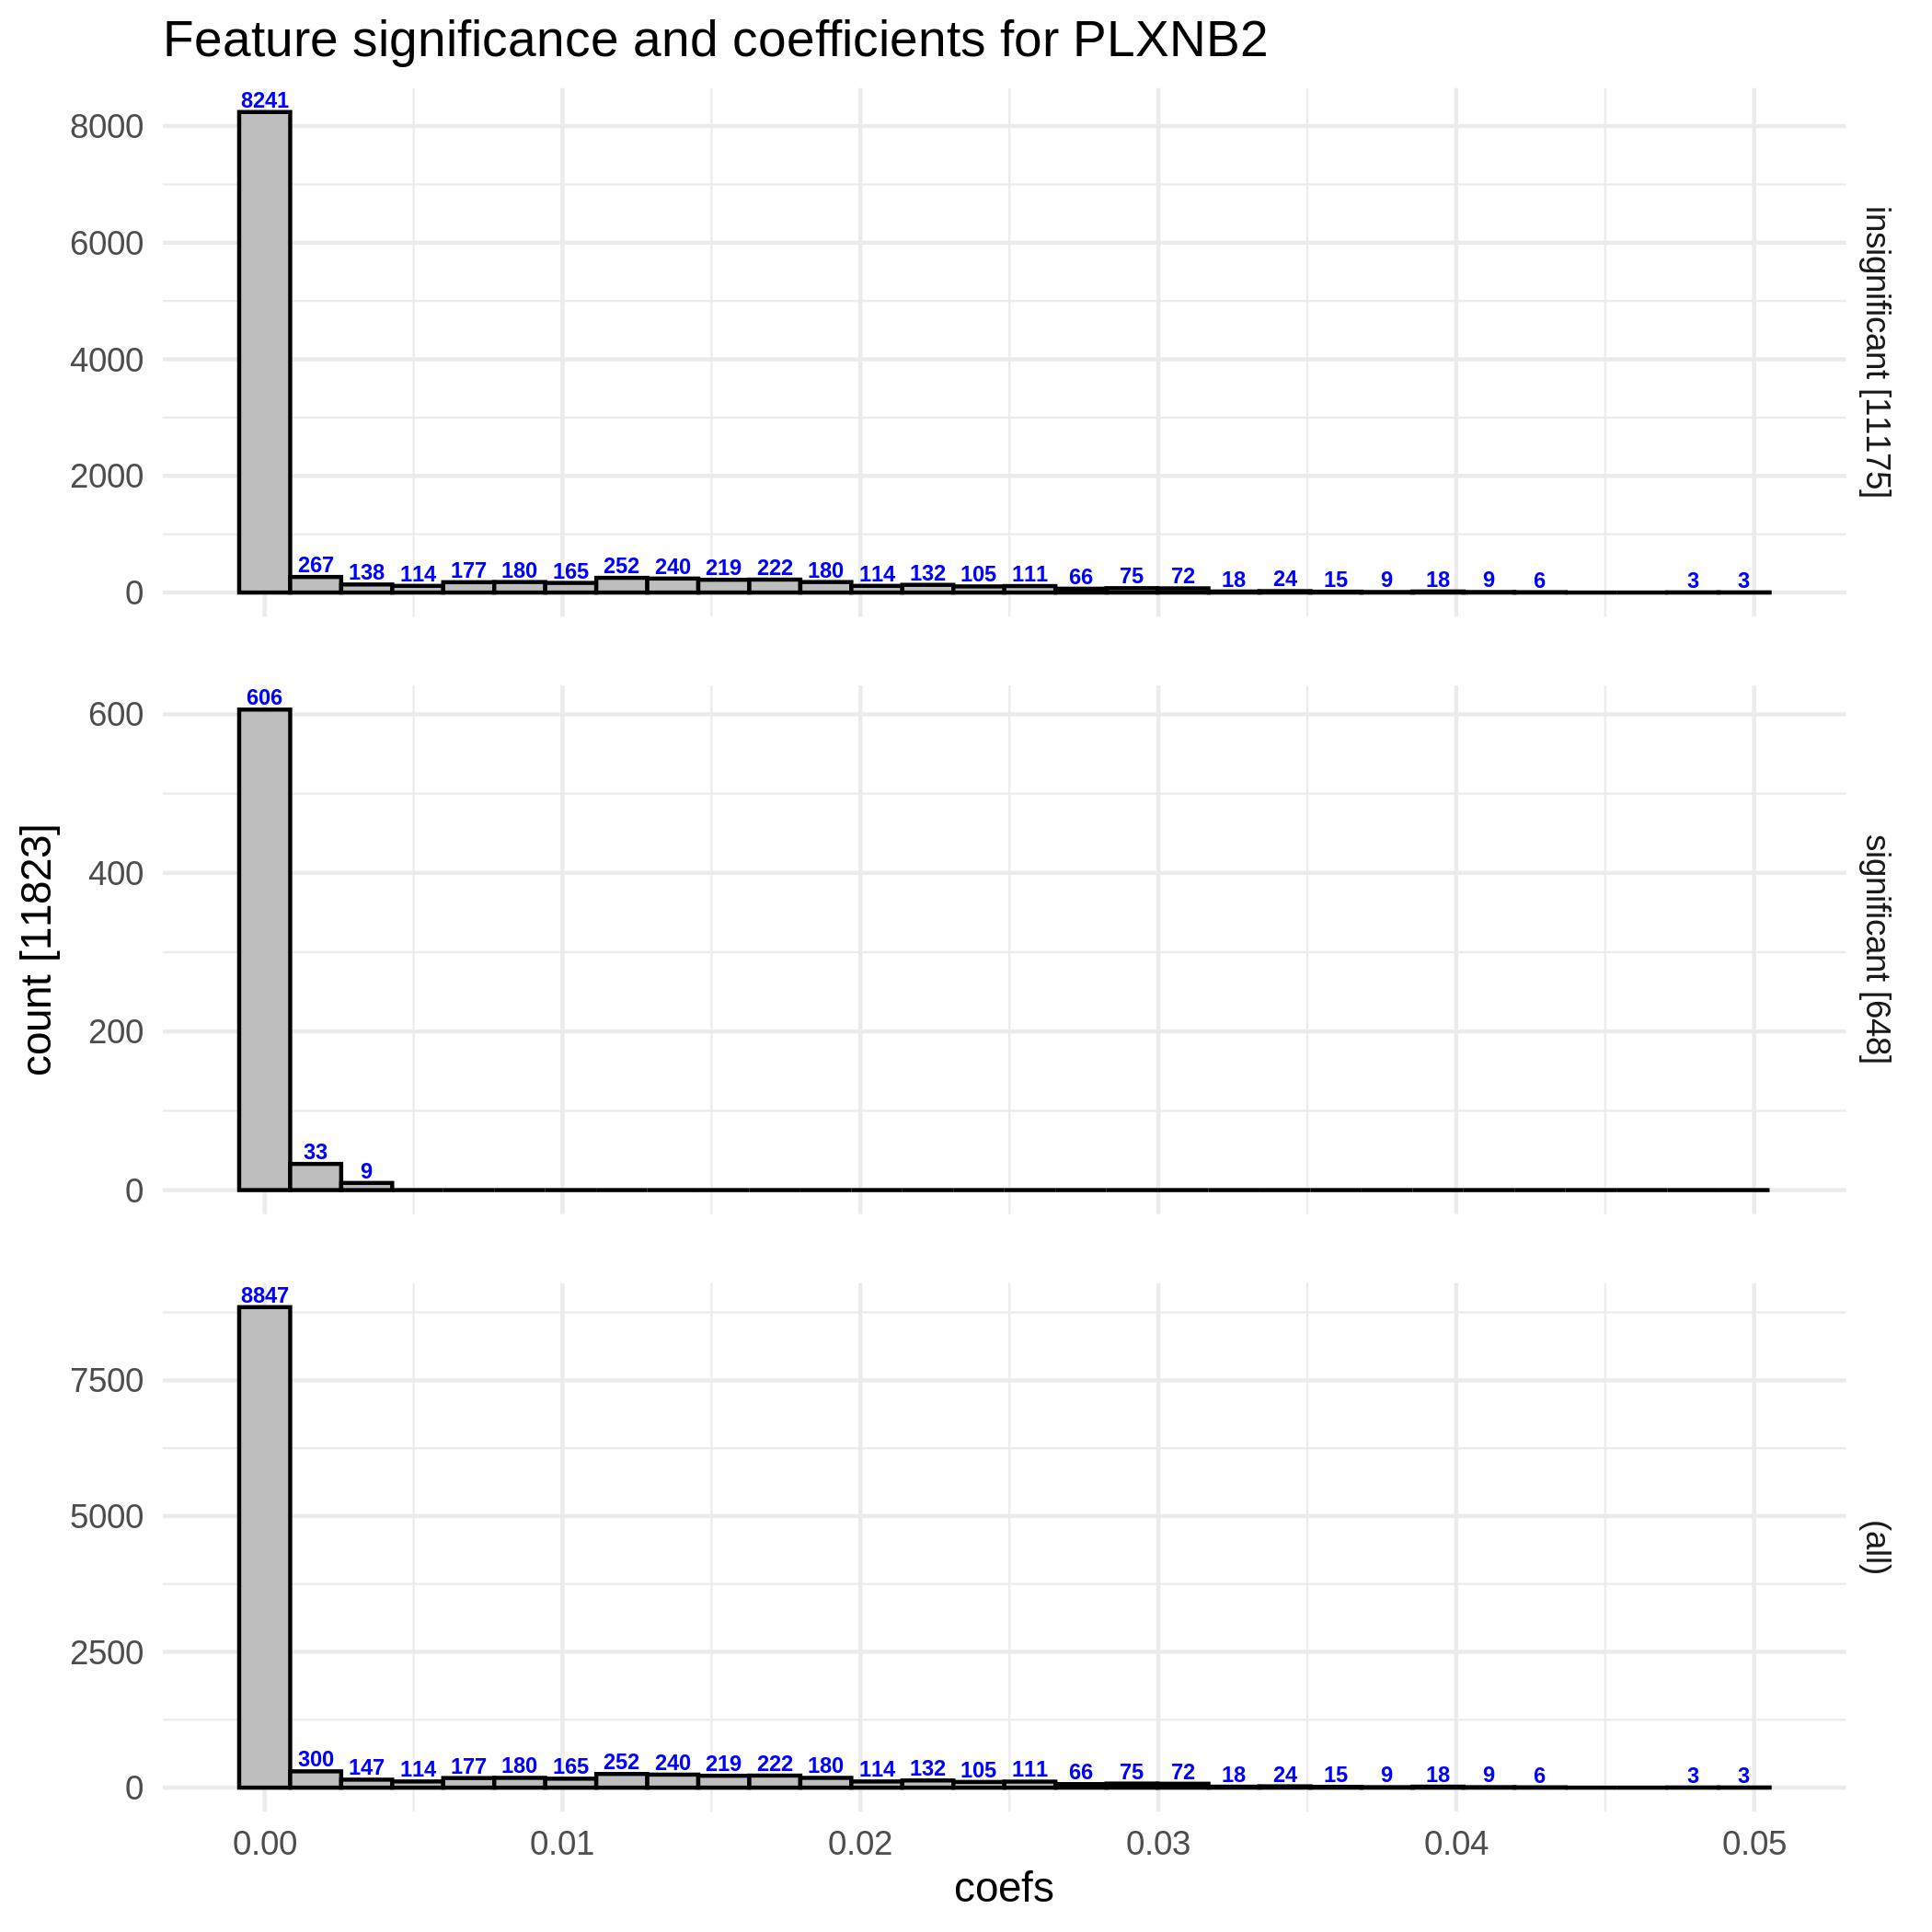 Feature significance and coefficients for PLXNB2
count [11823]
8000
6000
4000
2000
0
8241
267 138 114 177 180 165 252 240 219 222 180 114 132 105 111 66 75 72 18 24 15 9 18 9 6 3 3
insignificant [11175]
600
400
200
0
606
33
9
significant [648]
7500
5000
2500
0
8847
300 147 114 177 180 165 252 240 219 222 180 114 132 105 111 66 75 72 18 24 15 9 18 9 6 3 3
(all)
0.00 0.01 0.02 0.03 0.04 0.05
coefs